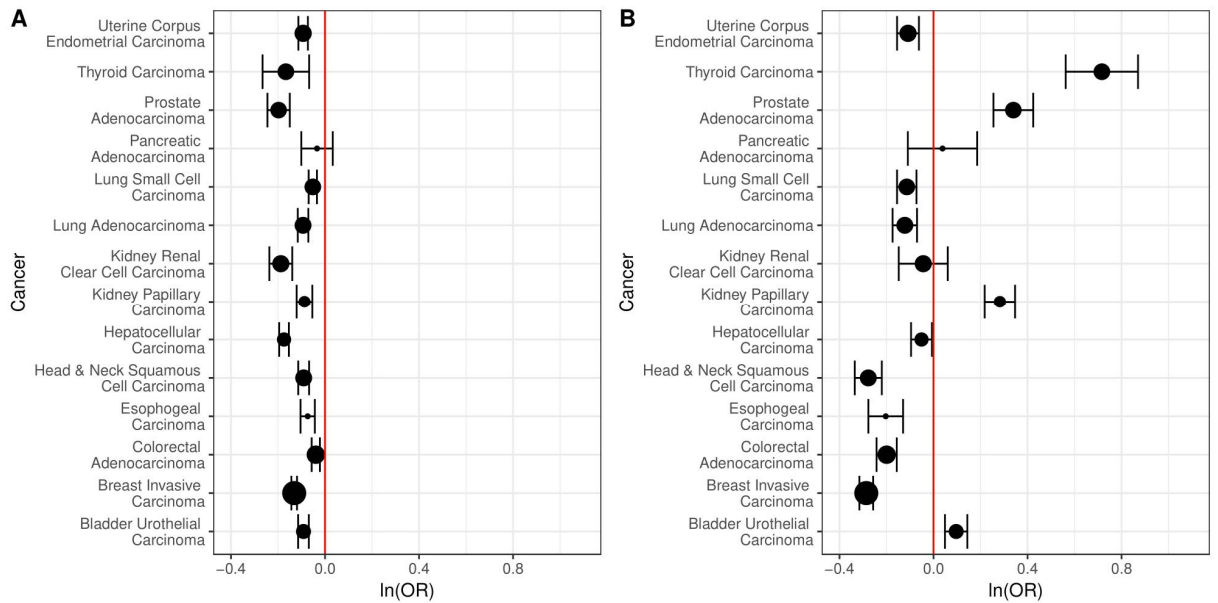 A
Uterine Corpus
Endometrial Carcinoma
Thyroid Carcinoma
Prostate
Adenocarcinoma
Pancreatic
Adenocarcinoma
Lung Small Cell
Carcinoma
Lung Adenocarcinoma
Kidney Renal
Clear Cell Carcinoma
Kidney Papillary
Carcinoma
Hepatocellular
Carcinoma
Head & Neck Squamous
Cell Carcinoma
Esophogeal
Carcinoma
Colorectal
Adenocarcinoma
Breast Invasive
Carcinoma
Bladder Urothelial
Carcinoma
Cancer
−0.4 0.0 0.4 0.8
ln(OR)
B
Uterine Corpus
Endometrial Carcinoma
Thyroid Carcinoma
Prostate
Adenocarcinoma
Pancreatic
Adenocarcinoma
Lung Small Cell
Carcinoma
Lung Adenocarcinoma
Kidney Renal
Clear Cell Carcinoma
Kidney Papillary
Carcinoma
Hepatocellular
Carcinoma
Head & Neck Squamous
Cell Carcinoma
Esophogeal
Carcinoma
Colorectal
Adenocarcinoma
Breast Invasive
Carcinoma
Bladder Urothelial
Carcinoma
Cancer
−0.4 0.0 0.4 0.8
ln(OR)